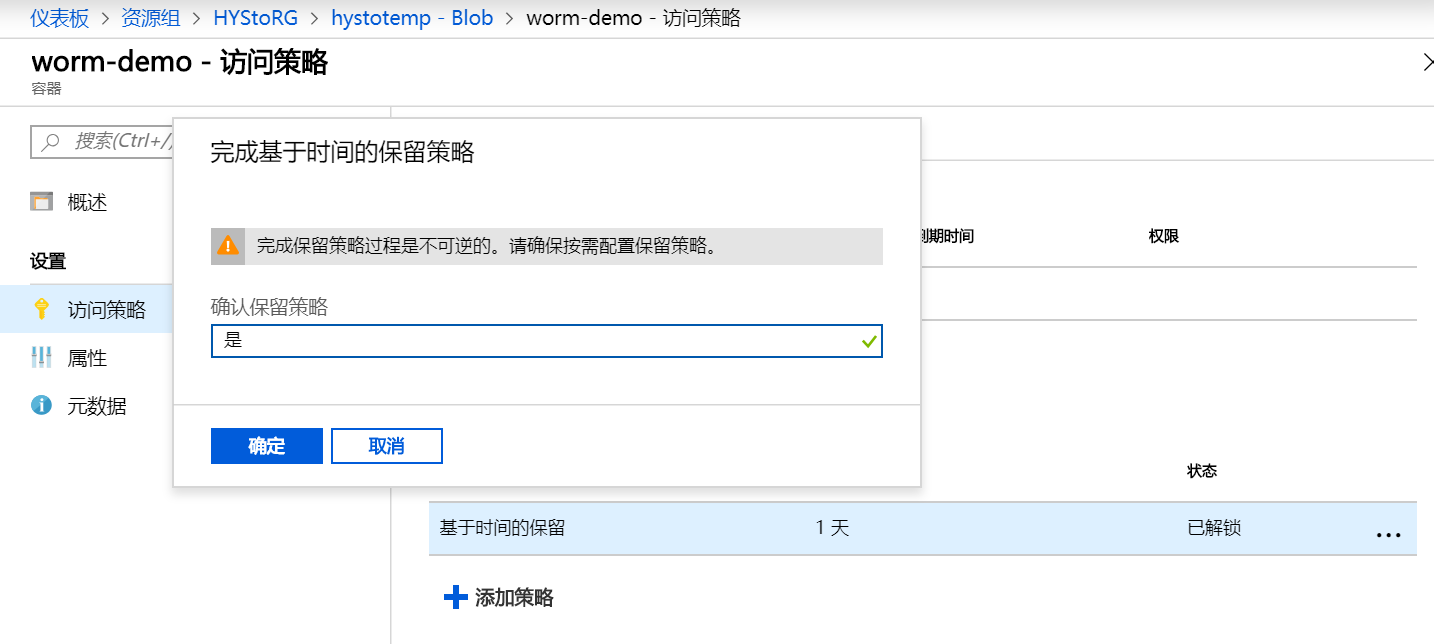 仪表板 > 资源组 > HYStoRG > hystotemp - Blob > worm-demo - 访问策略
worm-demo - 访问策略
容器
搜索(Ctrl+/)
概述
设置
访问策略
属性
元数据
完成基于时间的保留策略
完成保留策略过程是不可逆的。请确保按需配置保留策略。
确认保留策略
是
确定
取消
到期时间 权限
状态
基于时间的保留 1 天 已解锁 ...
添加策略